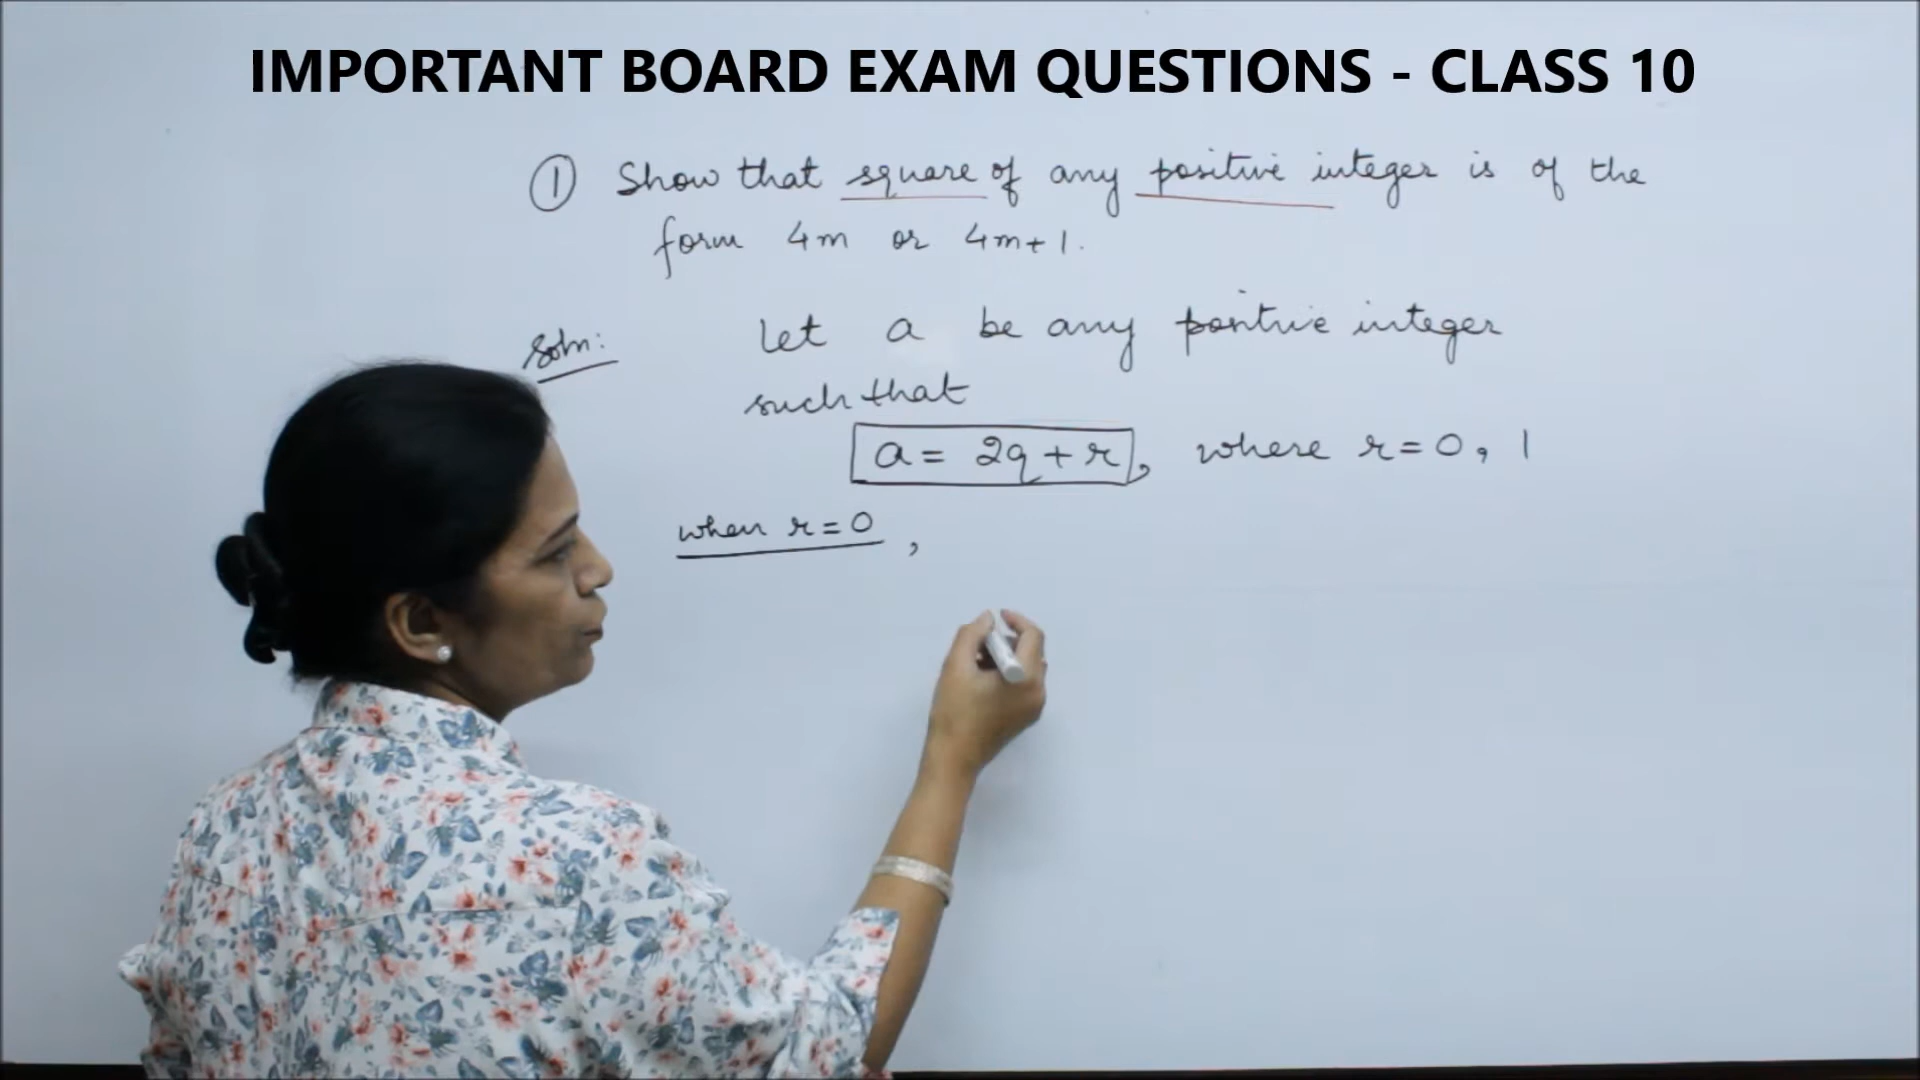 IMPORTANT BOARD EXAM QUESTIONS - CLASS 10
① Show that square of any positive integer is of the
form 4m or 4m+1.
Soln: Let a be any positive integer
such that
a = 2q + r, where r = 0, 1
when r = 0,